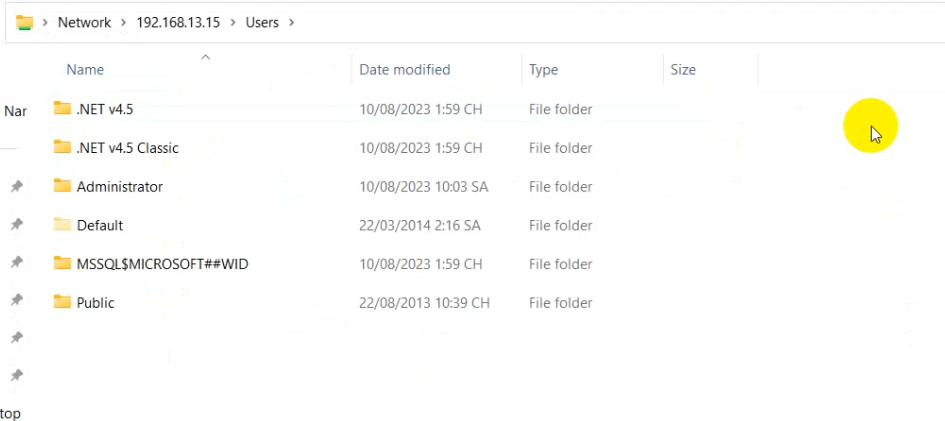 Network > 192.168.13.15 > Users >
Name Date modified Type Size
Nar
.NET v4.5 10/08/2023 1:59 CH File folder
.NET v4.5 Classic 10/08/2023 1:59 CH File folder
Administrator 10/08/2023 10:03 SA File folder
Default 22/03/2014 2:16 SA File folder
MSSQL$MICROSOFT##WID 10/08/2023 1:59 CH File folder
Public 22/08/2013 10:39 CH File folder
top